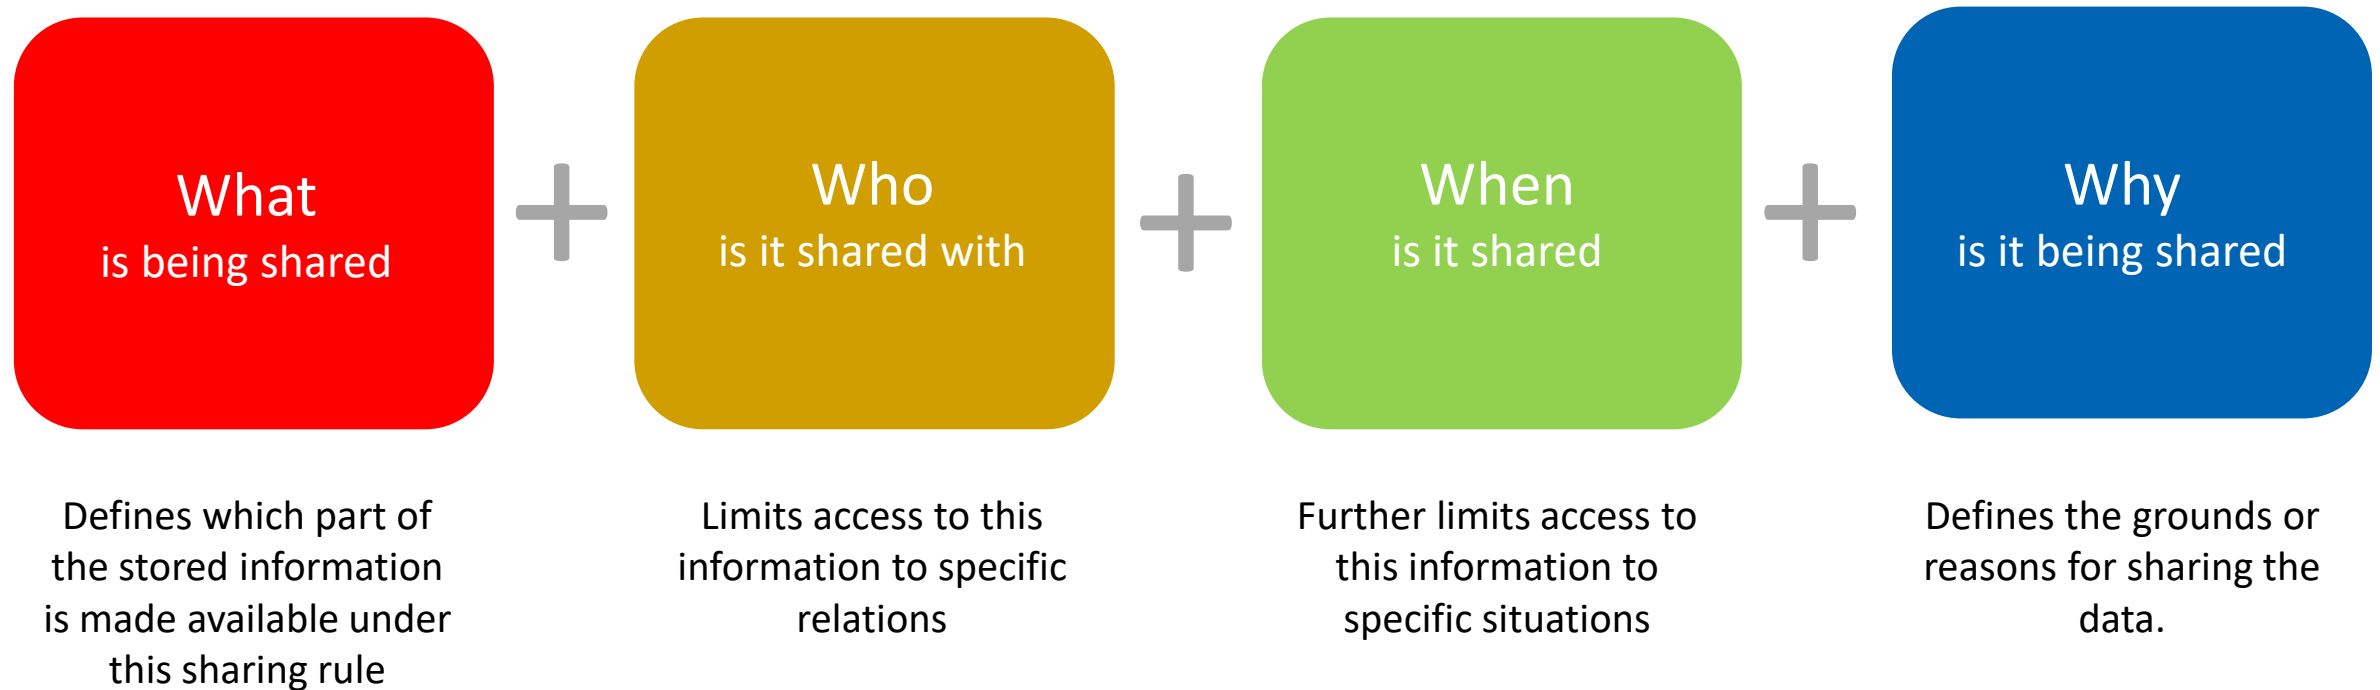 What
is being shared
Who
is it shared with
When
is it shared
Why
is it being shared
Defines which part of
the stored information
is made available under
this sharing rule
Limits access to this
information to specific
relations
Further limits access to
this information to
specific situations
Defines the grounds or
reasons for sharing the
data.